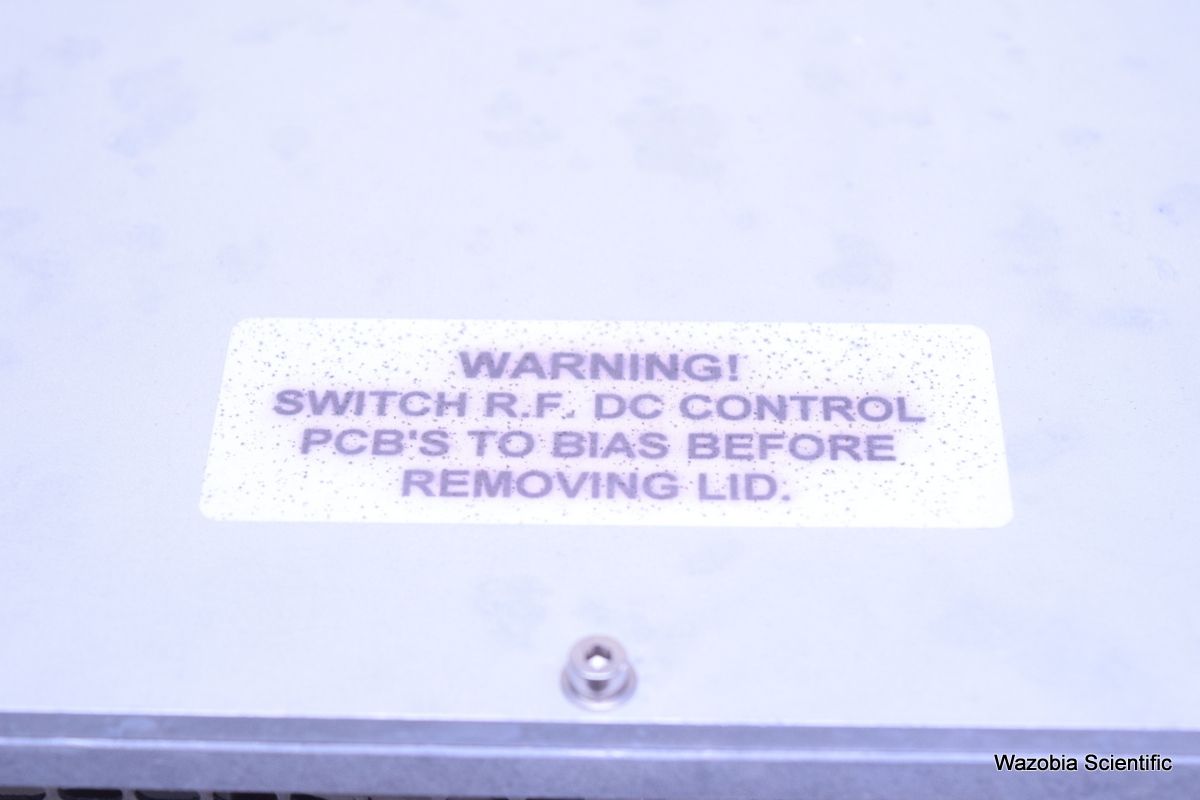 WARNING!
SWITCH R.F. DC CONTROL
PCB'S TO BIAS BEFORE
REMOVING LID.
Wazobia Scientific